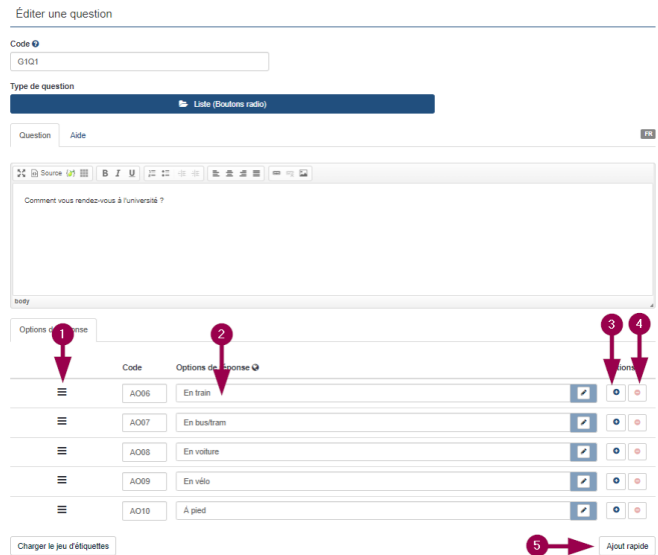 Éditer une question
Code
G1Q1
Type de question
Liste (Boutons radio)
Question Aide FR
Source B I U
Comment vous rendez-vous à l'université ?
body
Options de réponse
1 2 3 4
Code Options de réponse
AO06 En train
AO07 En bus/tram
AO08 En voiture
AO09 En vélo
AO10 A pied
Charger le jeu d'étiquettes 5 Ajout rapide